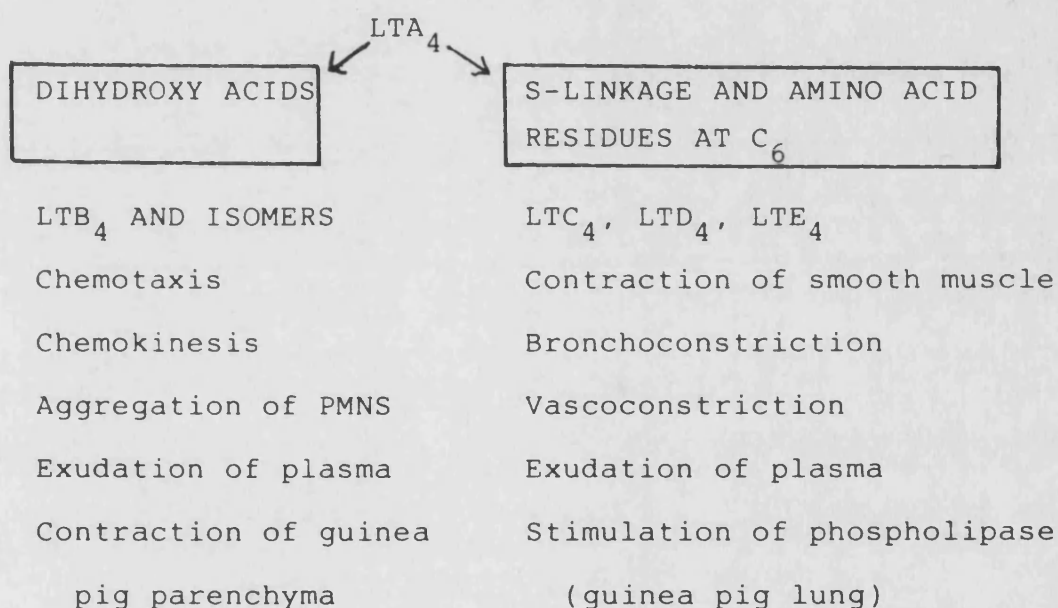 LTA4
DIHYDROXY ACIDS
S-LINKAGE AND AMINO ACID
RESIDUES AT C6
LTB4 AND ISOMERS
Chemotaxis
Chemokinesis
Aggregation of PMNS
Exudation of plasma
Contraction of guinea
pig parenchyma
LTC4, LTD4, LTE4
Contraction of smooth muscle
Bronchoconstriction
Vascoconstriction
Exudation of plasma
Stimulation of phospholipase
(guinea pig lung)